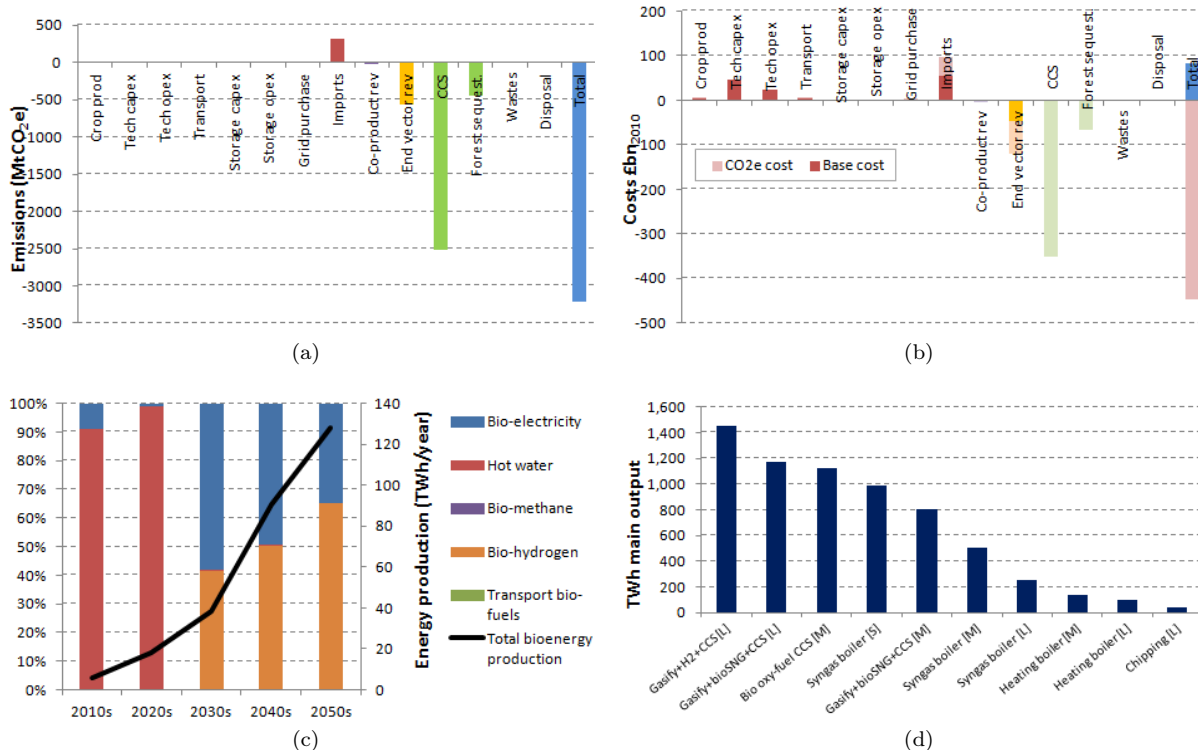 500
0
-500
-1000
-1500
-2000
-2500
-3000
-3500
Emissions (MtCO2e)
Crop prod
Tech capex
Tech opex
Transport
Storage capex
Storage opex
Grid purchase
Imports
Co-product rev
End vector rev
CCS
Forest sequest.
Wastes
Disposal
Total
(a)
200
100
0
-100
-200
-300
-400
-500
Costs £bn2010
Crop prod
Tech capex
Tech opex
Transport
Storage capex
Storage opex
Grid purchase
Imports
Co-product rev
End vector rev
CCS
Forest sequest.
Wastes
Disposal
Total
CO2e cost
Base cost
(b)
100%
90%
80%
70%
60%
50%
40%
30%
20%
10%
0%
140
120
100
80
60
40
20
0
Energy production (TWh/year)
2010s 2020s 2030s 2040s 2050s
Bio-electricity
Hot water
Bio-methane
Bio-hydrogen
Transport bio-
fuels
Total bioenergy
production
(c)
1,600
1,400
1,200
1,000
800
600
400
200
0
TWh main output
Gasify+H2+CCS [L]
Gasify+bioSNG+CCS [L]
Bio oxy-fuel CCS [M]
Syngas boiler [S]
Gasify+bioSNG+CCS [M]
Syngas boiler [M]
Syngas boiler [L]
Heating boiler [M]
Heating boiler [L]
Chipping [L]
(d)